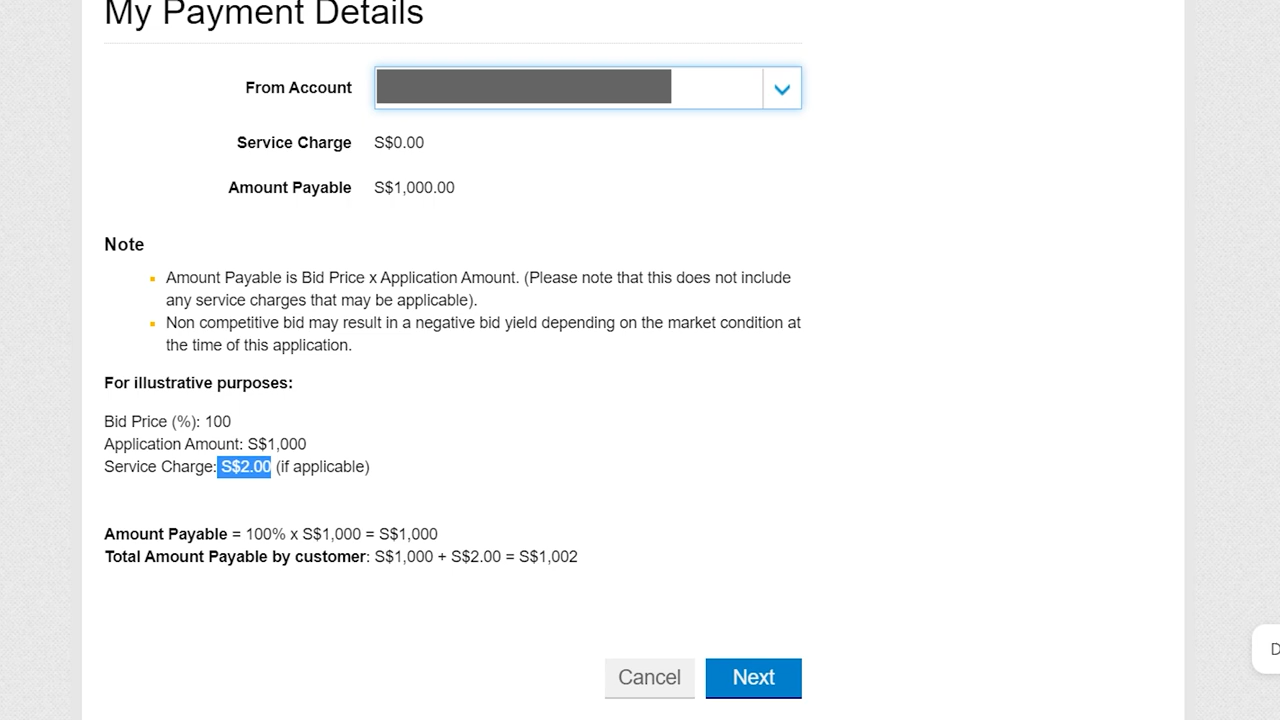 My Payment Details
From Account
Service Charge S$0.00
Amount Payable S$1,000.00
Note
Amount Payable is Bid Price x Application Amount. (Please note that this does not include
any service charges that may be applicable).
Non competitive bid may result in a negative bid yield depending on the market condition at
the time of this application.
For illustrative purposes:
Bid Price (%): 100
Application Amount: S$1,000
Service Charge: S$2.00 (if applicable)
Amount Payable = 100% x S$1,000 = S$1,000
Total Amount Payable by customer: S$1,000 + S$2.00 = S$1,002
Cancel Next